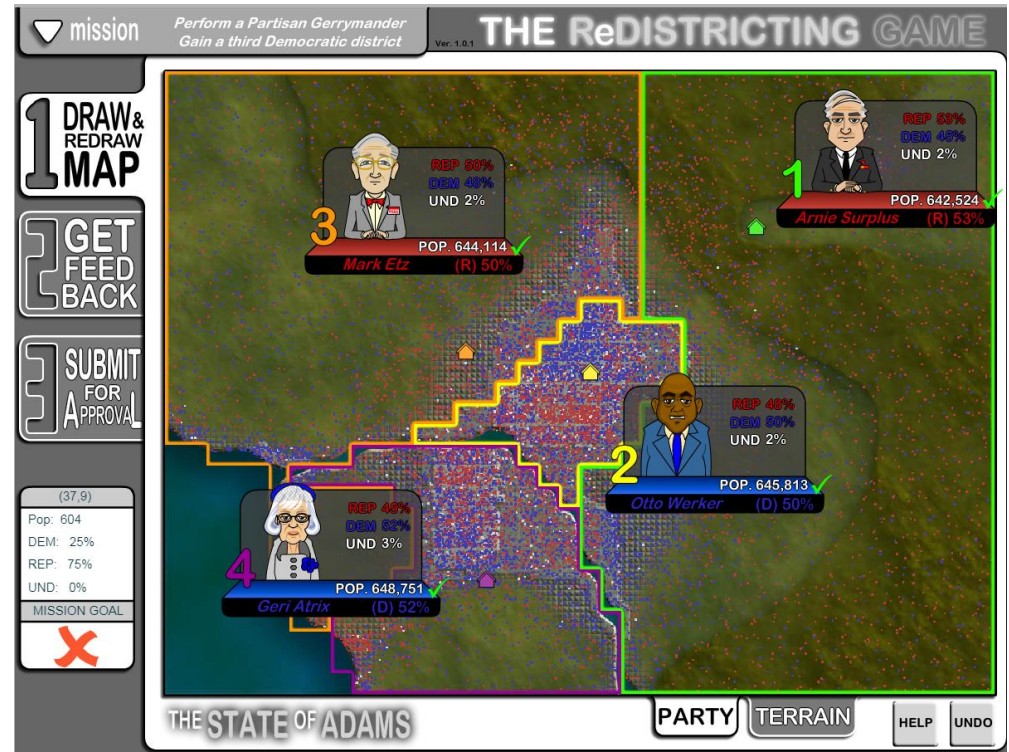 mission
Perform a Partisan Gerrymander
Gain a third Democratic district
Ver. 1.0.1
THE ReDISTRICTING GAME
1 DRAW &
REDRAW
MAP
GET
FEED
BACK
3 SUBMIT
FOR
APPROVAL
(37,9)
Pop: 604
DEM: 25%
REP: 75%
UND: 0%
MISSION GOAL
REP 50%
DEM 48%
UND 2%
3
POP. 644,114
Mark Etz (R) 50%
REP 53%
DEM 45%
UND 2%
1
POP. 642,524
Arnie Surplus (R) 53%
REP 48%
DEM 50%
UND 2%
2
POP. 645,813
Otto Werker (D) 50%
REP 45%
DEM 52%
UND 3%
4
POP. 648,751
Geri Atrix (D) 52%
THE STATE OF ADAMS
PARTY
TERRAIN
HELP
UNDO